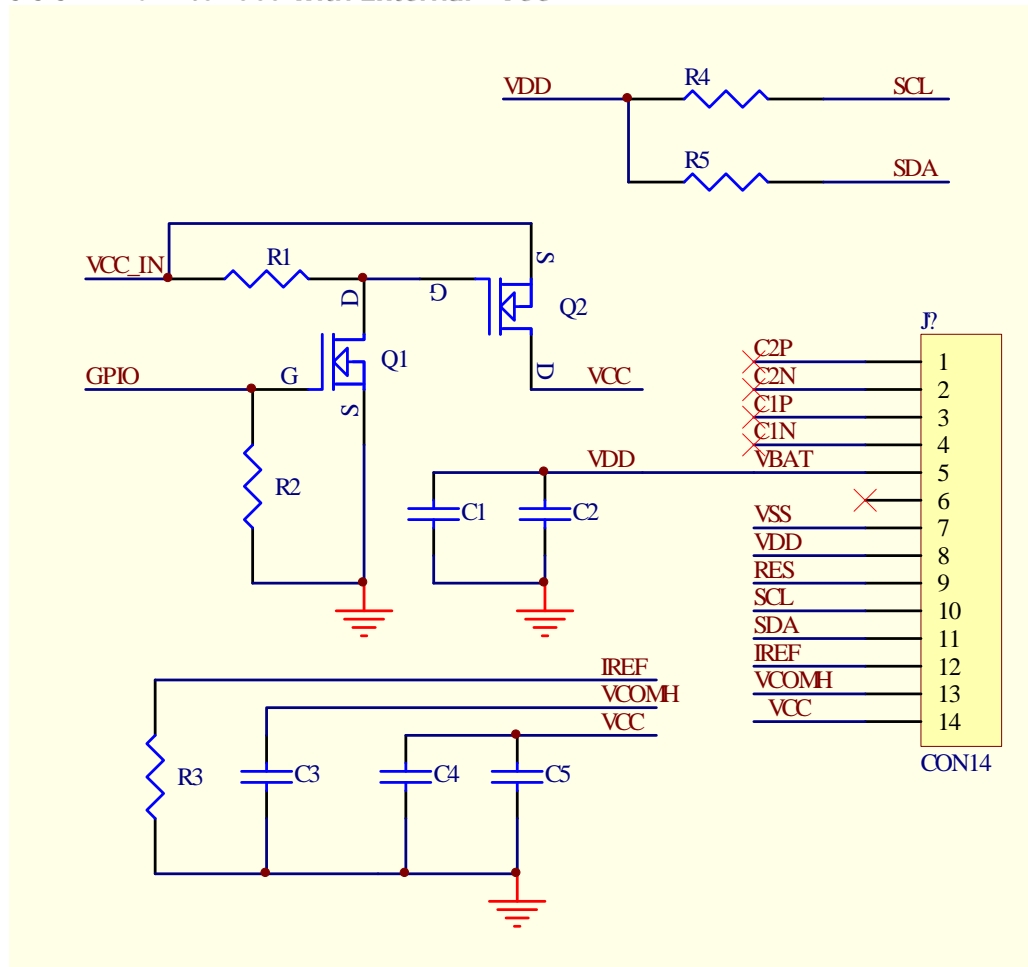 with External
VDD R4 SCL
R5 SDA
VCC_IN R1 D G S Q2
D VCC
GPIO G Q1
S
R2
VDD
C1 C2
J?
C2P 1
C2N 2
C1P 3
C1N 4
VBAT 5
6
VSS 7
VDD 8
RES 9
SCL 10
SDA 11
IREF 12
VCOMH 13
VCC 14
CON14
IREF
VCOMH
VCC
R3 C3 C4 C5